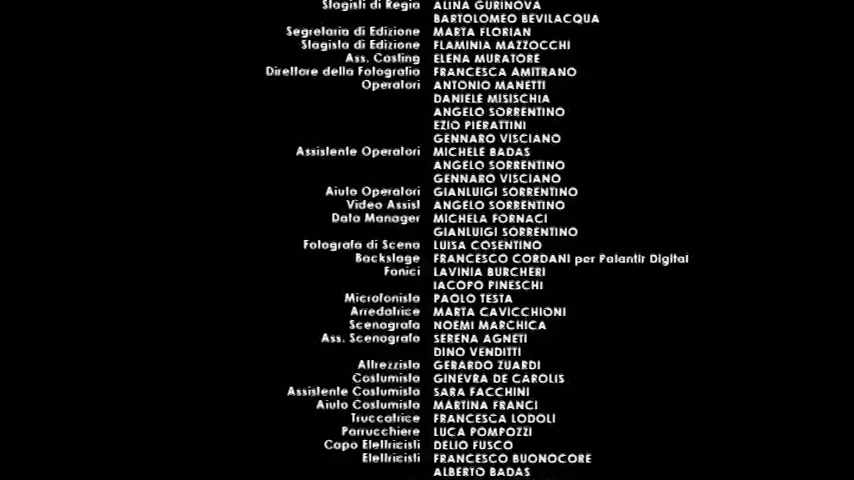 Stagisti di Regia ALINA GURINOVA
BARTOLOMEO BEVILACQUA
Segretaria di Edizione MARTA FLORIAN
Stagista di Edizione FLAMINIA MAZZOCCHI
Ass. Casting ELENA MURATORE
Direttore della Fotografia FRANCESCA AMITRANO
Operatori ANTONIO MANETTI
DANIELE MISISCHIA
ANGELO SORRENTINO
EZIO PIERATTINI
GENNARO VISCIANO
Assistente Operatori MICHELE BADAS
ANGELO SORRENTINO
GENNARO VISCIANO
Aiuto Operatori GIANLUIGI SORRENTINO
Video Assist ANGELO SORRENTINO
Data Manager MICHELA FORNACI
GIANLUIGI SORRENTINO
Fotografa di Scena LUISA COSENTINO
Backstage FRANCESCO CORDANI per Palantir Digital
Fonici LAVINIA BURCHERI
IACOPO PINESCHI
Microfonista PAOLO TESTA
Arredatrice MARTA CAVICCHIONI
Scenografa NOEMI MARCHICA
Ass. Scenografa SERENA AGNETI
DINO VENDITTI
Attrezzista GERARDO ZUARDI
Costumista GINEVRA DE CAROLIS
Assistente Costumista SARA FACCHINI
Aiuto Costumista MARTINA FRANCI
Truccatrice FRANCESCA LODOLI
Parrucchiere LUCA POMPOZZI
Capo Elettricisti DELIO FUSCO
Elettricisti FRANCESCO BUONOCORE
ALBERTO BADAS